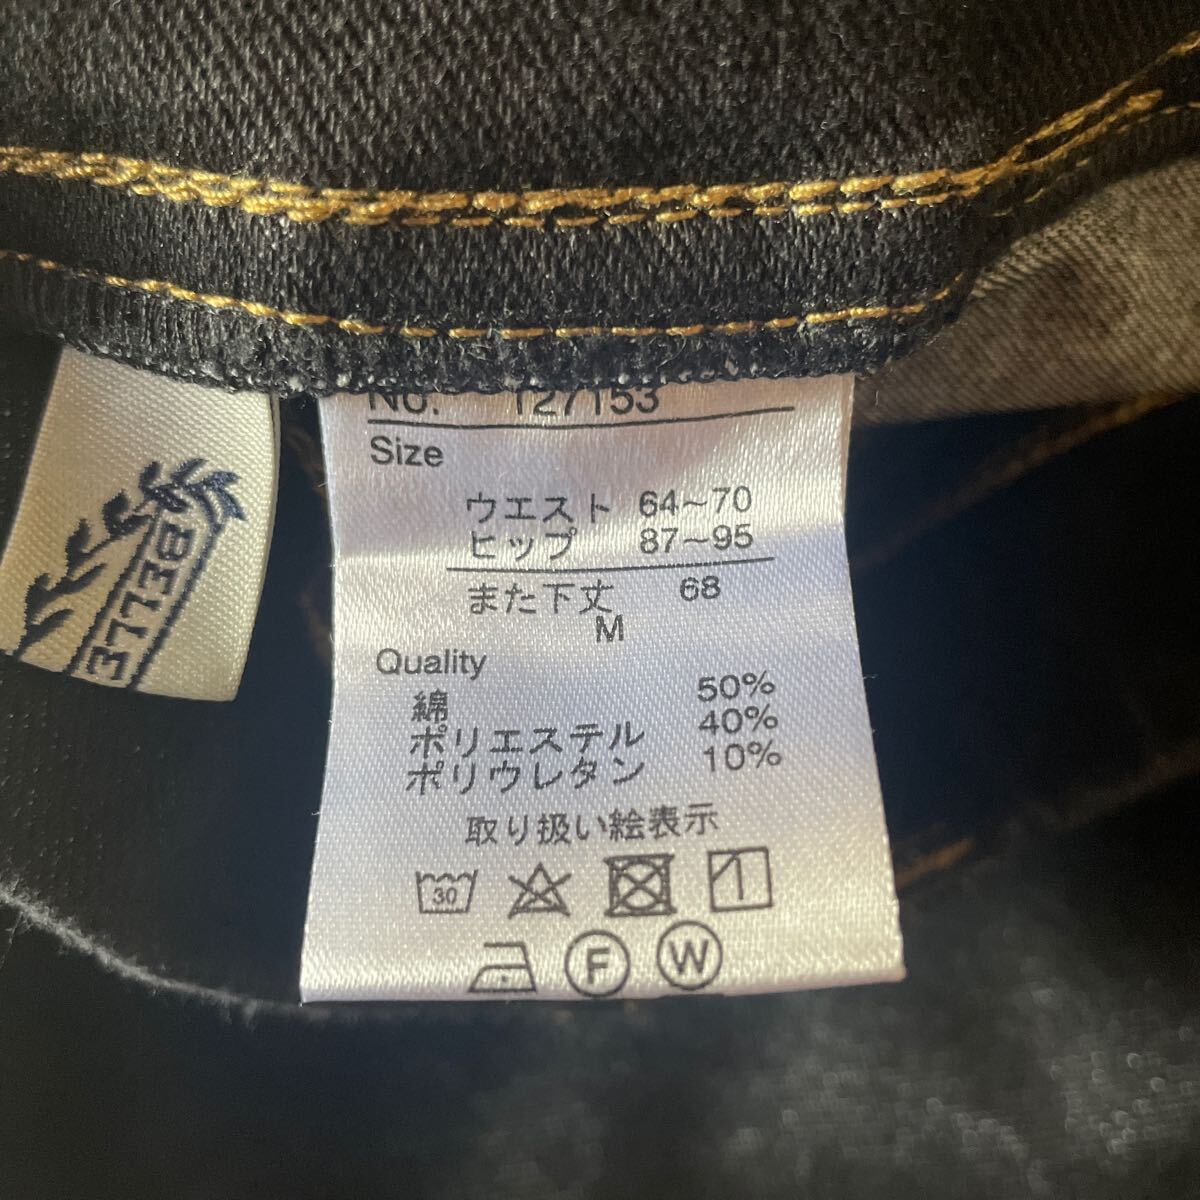 No. 127153
Size
ウエスト 64~70
ヒップ 87~95
また下丈 68
M
Quality
綿 50%
ポリエステル 40%
ポリウレタン 10%
取り扱い絵表示
30
F W
3773B